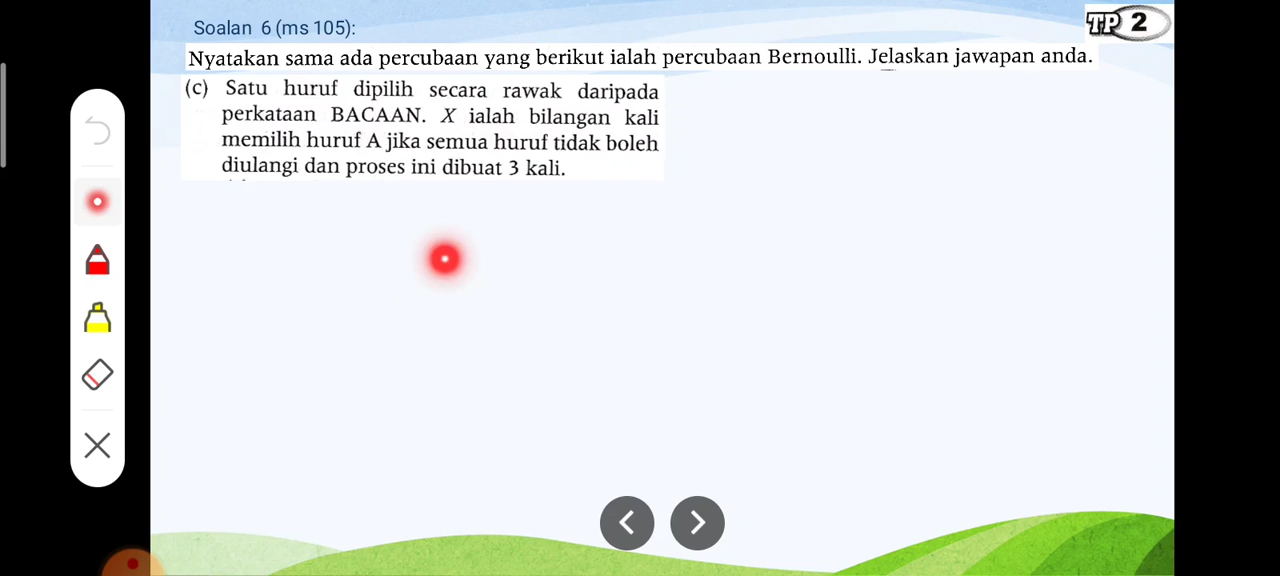 Soalan 6 (ms 105):
TP 2
Nyatakan sama ada percubaan yang berikut ialah percubaan Bernoulli. Jelaskan jawapan anda.
(c) Satu huruf dipilih secara rawak daripada
perkataan BACAAN. X ialah bilangan kali
memilih huruf A jika semua huruf tidak boleh
diulangi dan proses ini dibuat 3 kali.